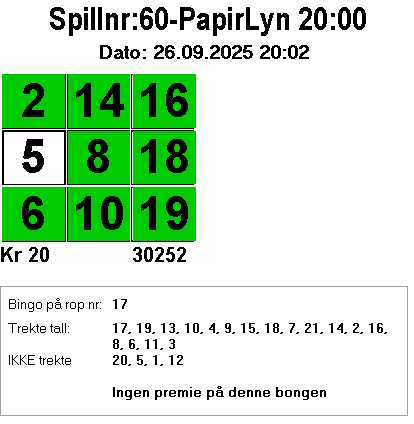 Spillnr:60-PapirLyn 20:00
Dato: 26.09.2025 20:02
2 14 16
5 8 18
6 10 19
Kr 20 30252
Bingo på rop nr: 17
Trekte tall: 17, 19, 13, 10, 4, 9, 15, 18, 7, 21, 14, 2, 16,
8, 6, 11, 3
IKKE trekte 20, 5, 1, 12
Ingen premie på denne bongen